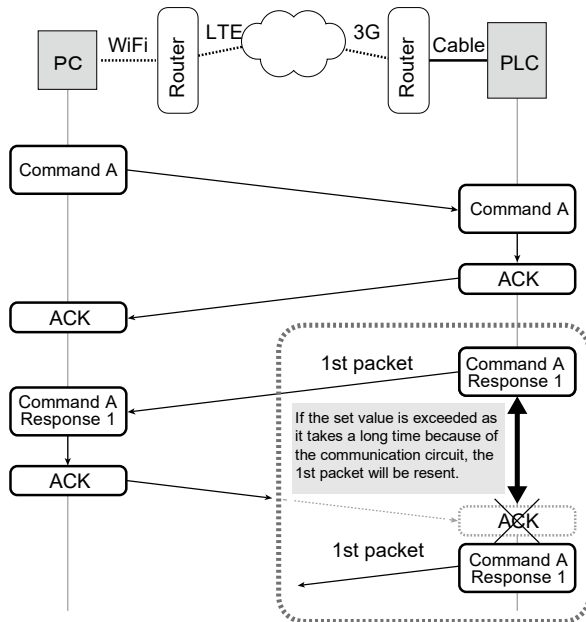 WiFi
LTE
3G
Cable
PC
Router
Router
PLC
Command A
Command A
ACK
ACK
1st packet
Command A
Response 1
Command A
Response 1
If the set value is exceeded as
it takes a long time because of
the communication circuit, the
1st packet will be resent.
ACK
ACK
1st packet
Command A
Response 1